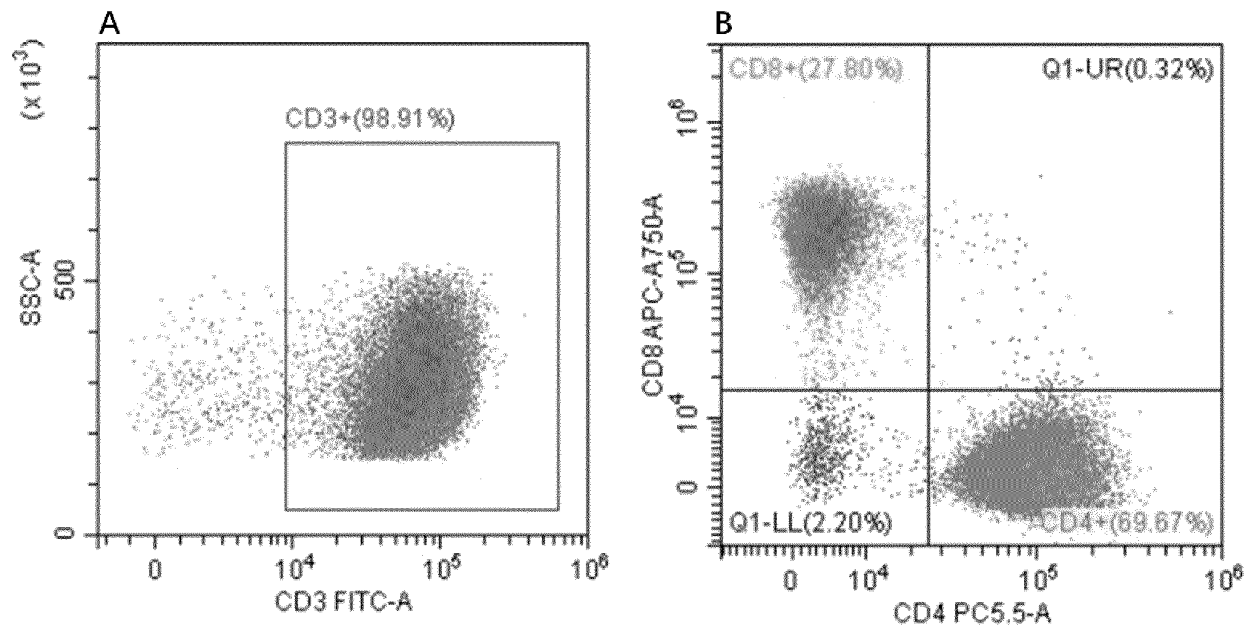 A
(x10³)
CD3+(98.91%)
SSC-A
500
0
0
10⁴
10⁵
10⁶
CD3 FITC-A
B
CD8+(27.80%)
Q1-UR(0.32%)
10⁶
CD8 APC-A750-A
10⁵
10⁴
0
Q1-LL(2.20%)
CD4+(69.67%)
0
10⁴
10⁵
10⁶
CD4 PC5.5-A